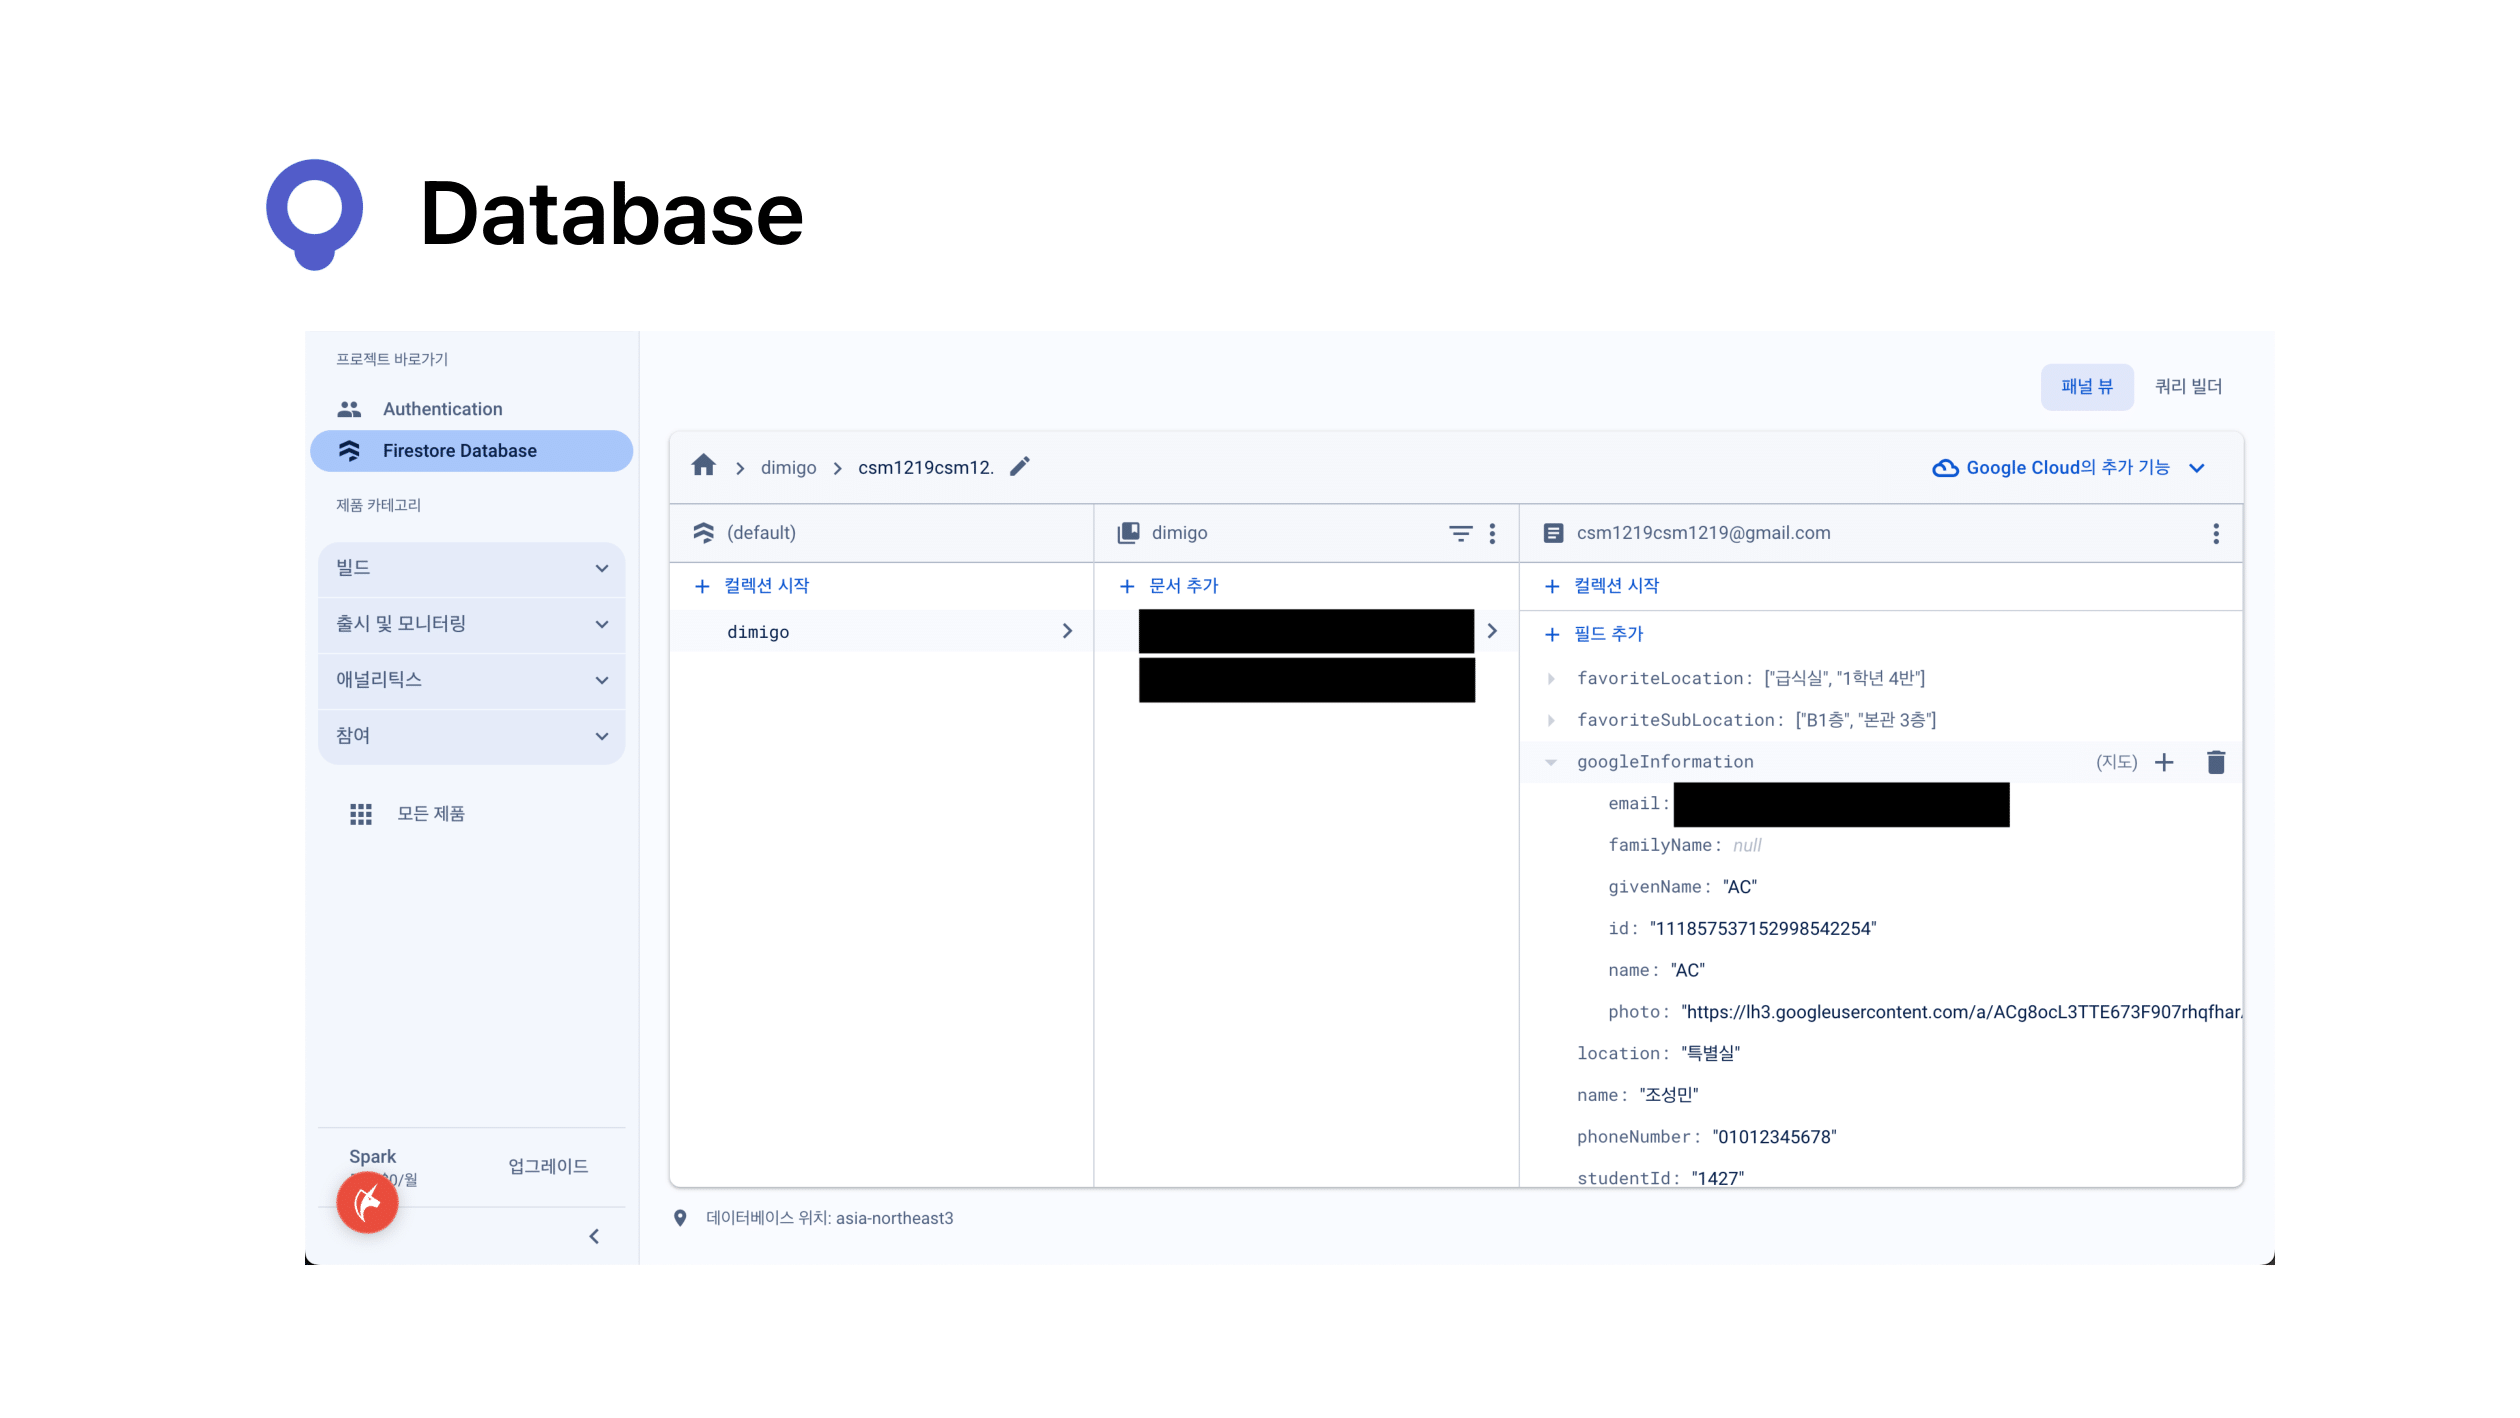 Database
프로젝트 바로가기
Authentication
Firestore Database
제품 카테고리
빌드
출시 및 모니터링
애널리틱스
참여
모든 제품
Spark
0/월
업그레이드
패널 뷰
쿼리 빌더
dimigo
csm1219csm12.
Google Cloud의 추가 기능
(default)
+ 컬렉션 시작
dimigo
dimigo
+ 문서 추가
csm1219csm1219@gmail.com
+ 컬렉션 시작
+ 필드 추가
favoriteLocation: ["급식실", "1학년 4반"]
favoriteSubLocation: ["B1층", "본관 3층"]
googleInformation (지도)
email:
familyName: null
givenName: "AC"
id: "111857537152998542254"
name: "AC"
photo: "https://lh3.googleusercontent.com/a/ACg8ocL3TTE673F907rhqfhar
location: "특별실"
name: "조성민"
phoneNumber: "01012345678"
studentId: "1427"
데이터베이스 위치: asia-northeast3